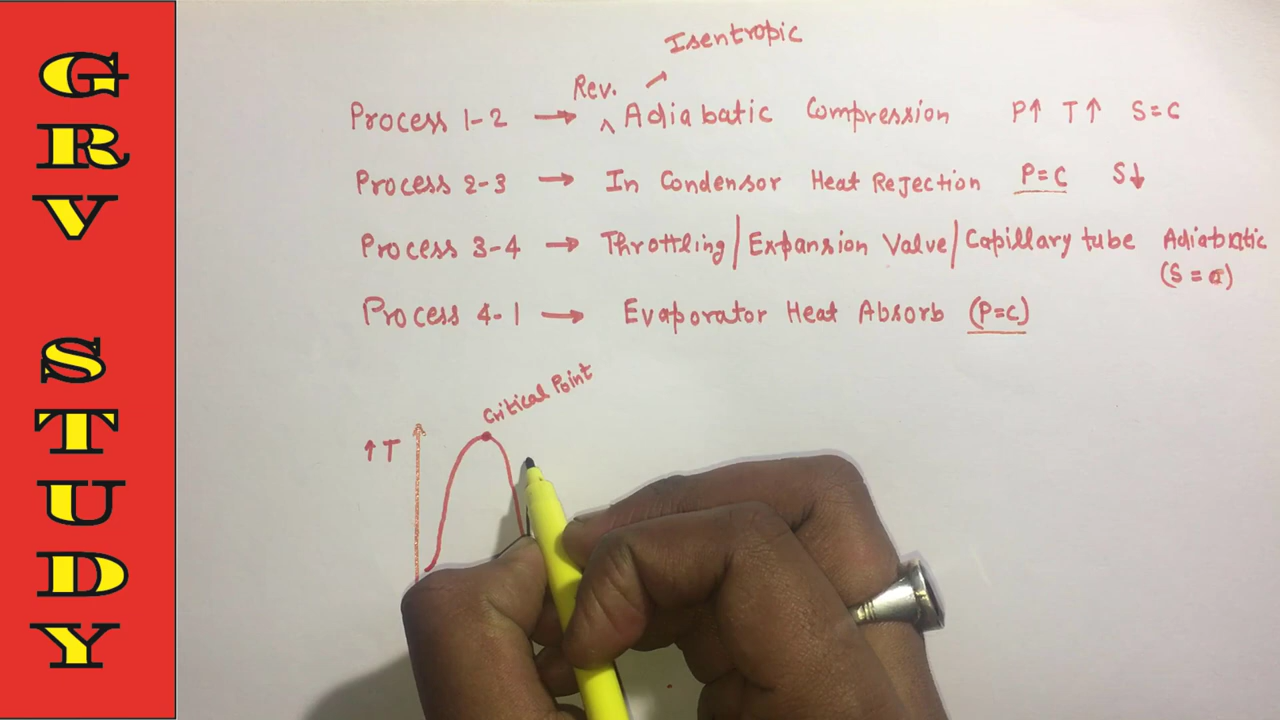 GRV STUDY
Isentropic
Rev.
Process 1-2 → ^ Adiabatic Compression P↑ T↑ S=C
Process 2-3 → In Condensor Heat Rejection P=C S↓
Process 3-4 → Throttling/Expansion Valve/Capillary tube Adiabatic
Process 4-1 → Evaporator Heat Absorb (P=C)
Critical Point
↑T